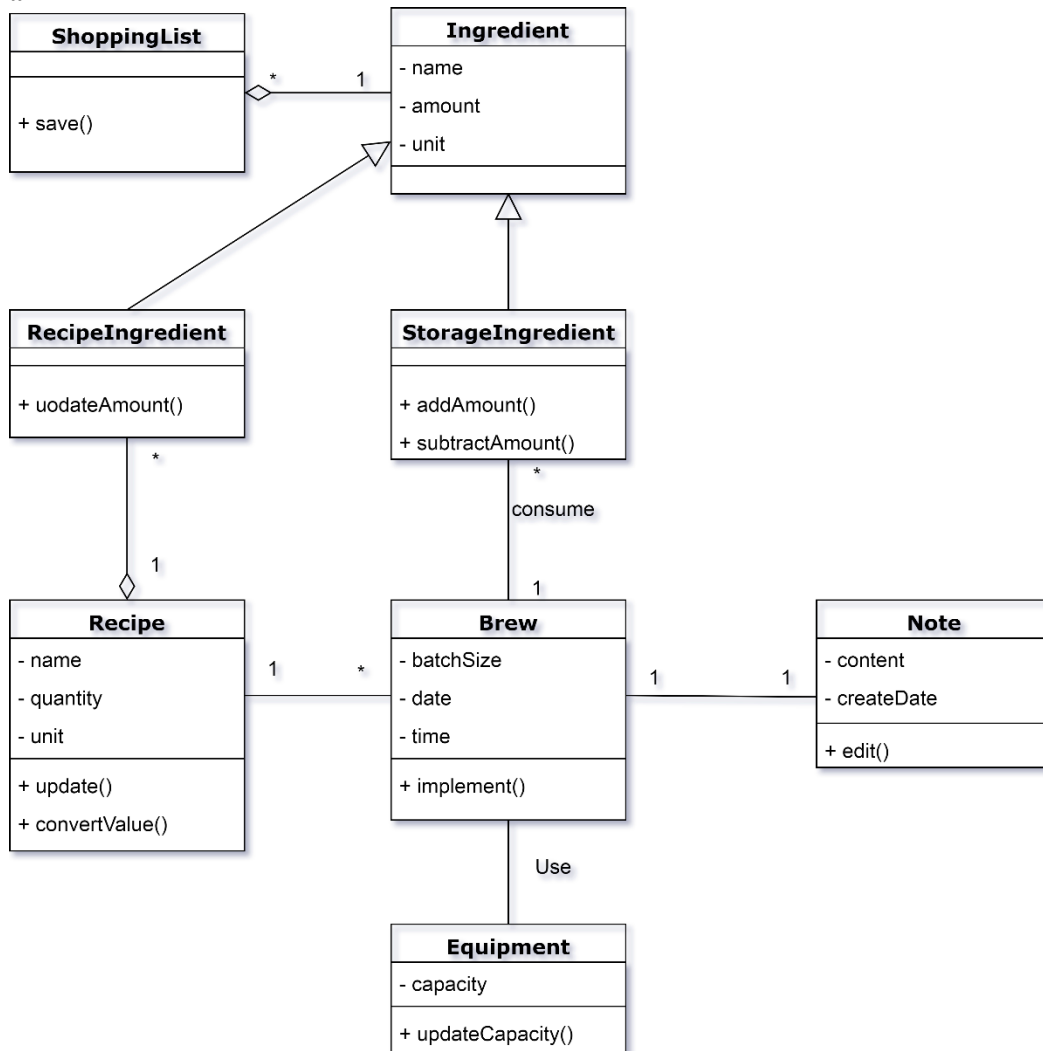 ShoppingList
+ save()
*
1
Ingredient
- name
- amount
- unit
RecipeIngredient
+ uodateAmount()
StorageIngredient
+ addAmount()
+ subtractAmount()
*
1
*
consume
1
Recipe
- name
- quantity
- unit
+ update()
+ convertValue()
1
*
Brew
- batchSize
- date
- time
+ implement()
1
1
Note
- content
- createDate
+ edit()
Use
Equipment
- capacity
+ updateCapacity()